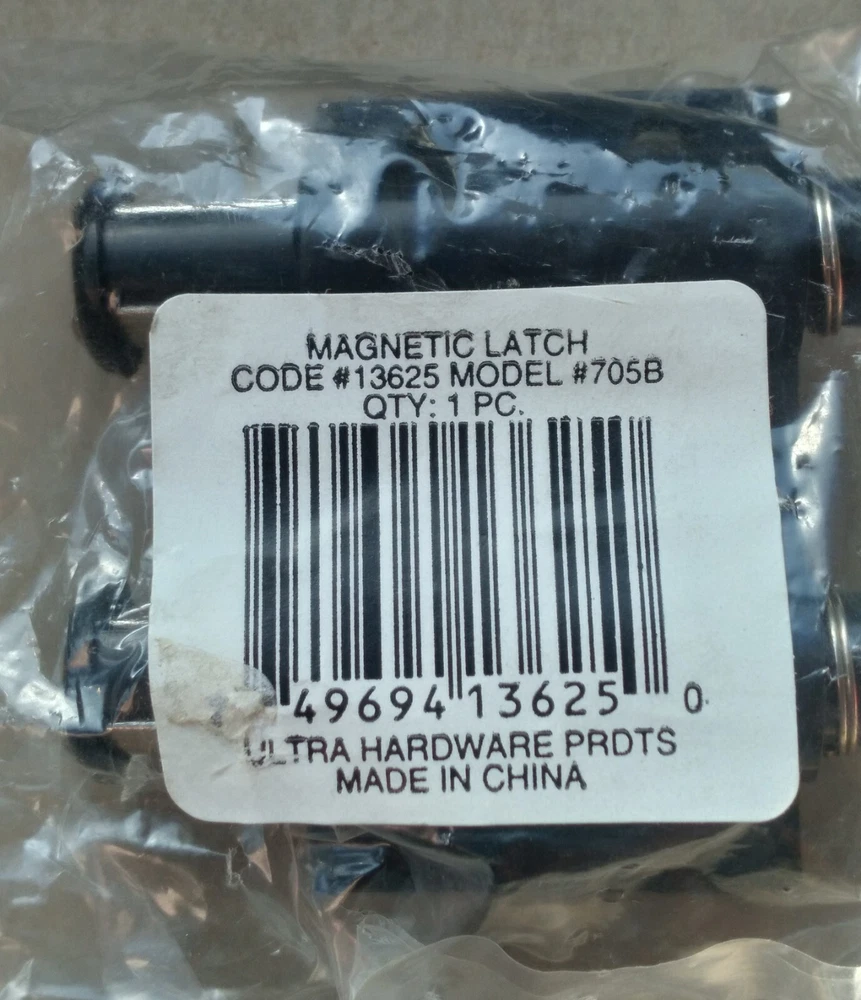 MAGNETIC LATCH
CODE #13625 MODEL #705B
QTY: 1 PC.
49694 13625 0
ULTRA HARDWARE PRDTS
MADE IN CHINA